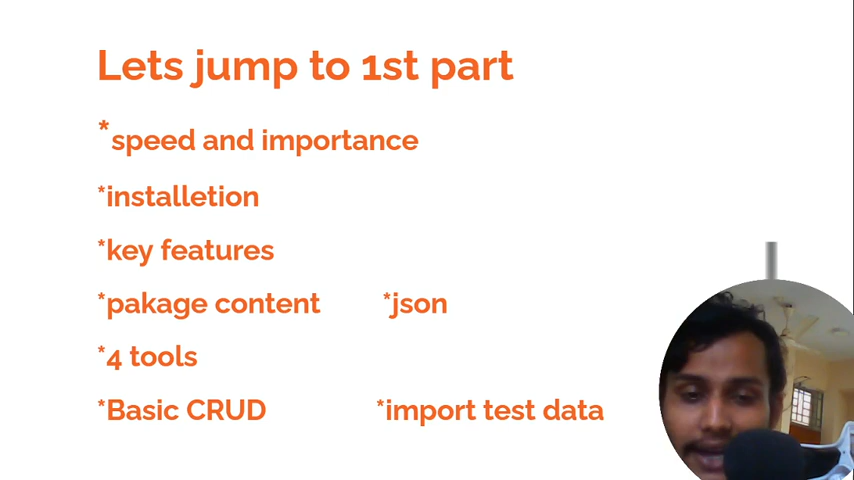 Lets jump to 1st part
*speed and importance
*installetion
*key features
*pakage content *json
*4 tools
*Basic CRUD *import test data